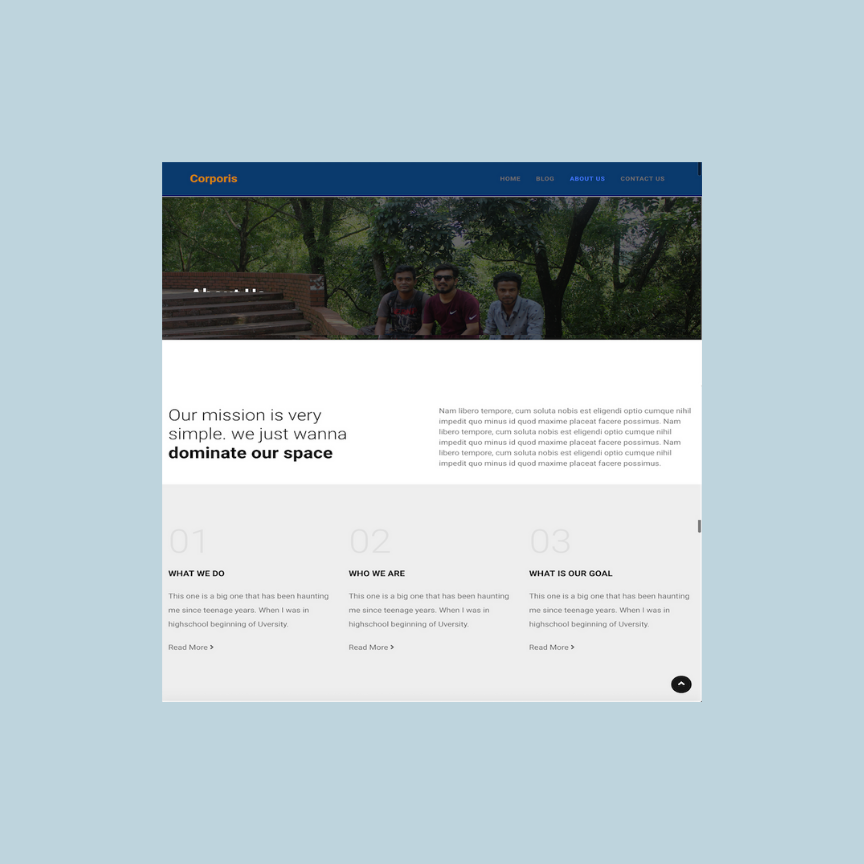 Corporis
HOME BLOG ABOUT US CONTACT US
About Us
Our mission is very
simple. we just wanna
dominate our space
Nam libero tempore, cum soluta nobis est eligendi optio cumque nihil
impedit quo minus id quod maxime placeat facere possimus. Nam
libero tempore, cum soluta nobis est eligendi optio cumque nihil
impedit quo minus id quod maxime placeat facere possimus. Nam
libero tempore, cum soluta nobis est eligendi optio cumque nihil
impedit quo minus id quod maxime placeat facere possimus.
01
WHAT WE DO
This one is a big one that has been haunting
me since teenage years. When I was in
highschool beginning of Uversity.
Read More >
02
WHO WE ARE
This one is a big one that has been haunting
me since teenage years. When I was in
highschool beginning of Uversity.
Read More >
03
WHAT IS OUR GOAL
This one is a big one that has been haunting
me since teenage years. When I was in
highschool beginning of Uversity.
Read More >